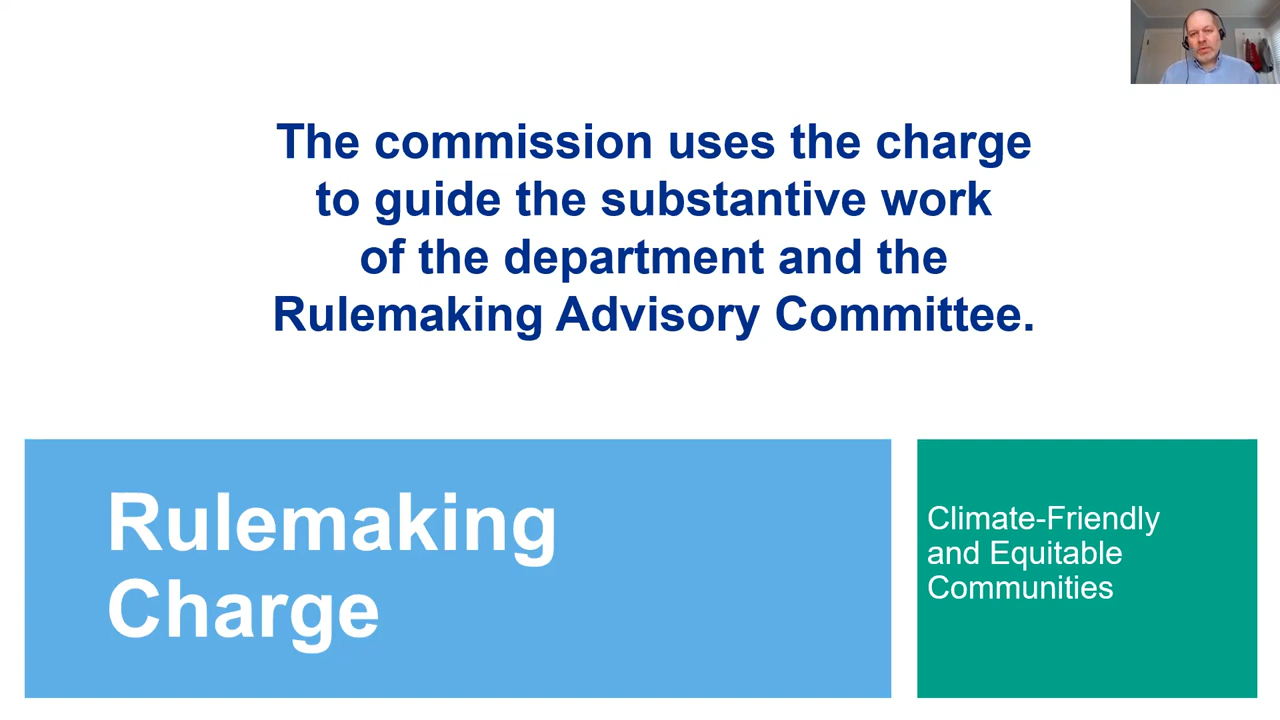 The commission uses the charge
to guide the substantive work
of the department and the
Rulemaking Advisory Committee.
Rulemaking
Charge
Climate-Friendly
and Equitable
Communities